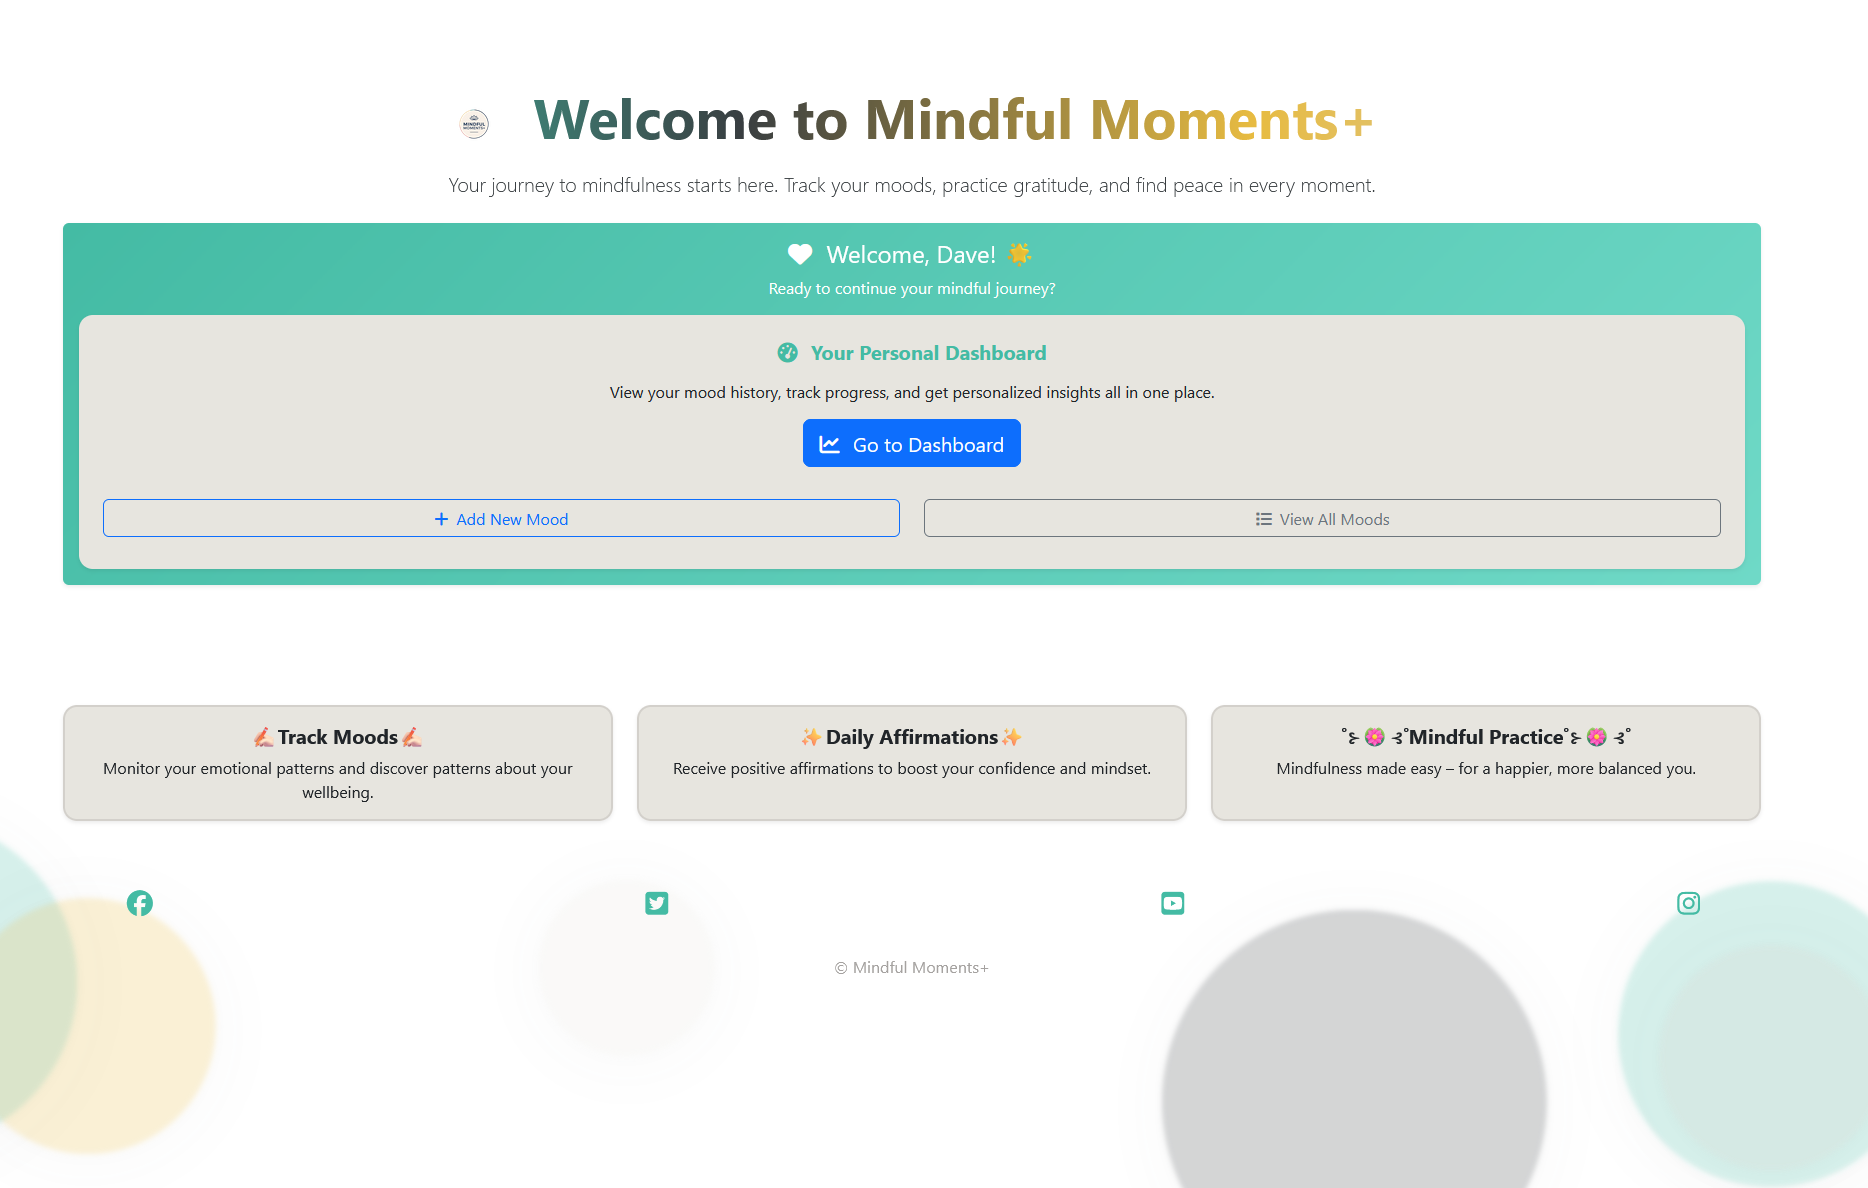 MINDFUL
MOMENTS+
Welcome to Mindful Moments+
Your journey to mindfulness starts here. Track your moods, practice gratitude, and find peace in every moment.
Welcome, Dave! 🌟
Ready to continue your mindful journey?
Your Personal Dashboard
View your mood history, track progress, and get personalized insights all in one place.
Go to Dashboard
+ Add New Mood
View All Moods
✍🏻Track Moods✍🏻
Monitor your emotional patterns and discover patterns about your
wellbeing.
✨Daily Affirmations✨
Receive positive affirmations to boost your confidence and mindset.
˚⊱🌸⊰˚Mindful Practice˚⊱🌸⊰˚
Mindfulness made easy – for a happier, more balanced you.
© Mindful Moments+